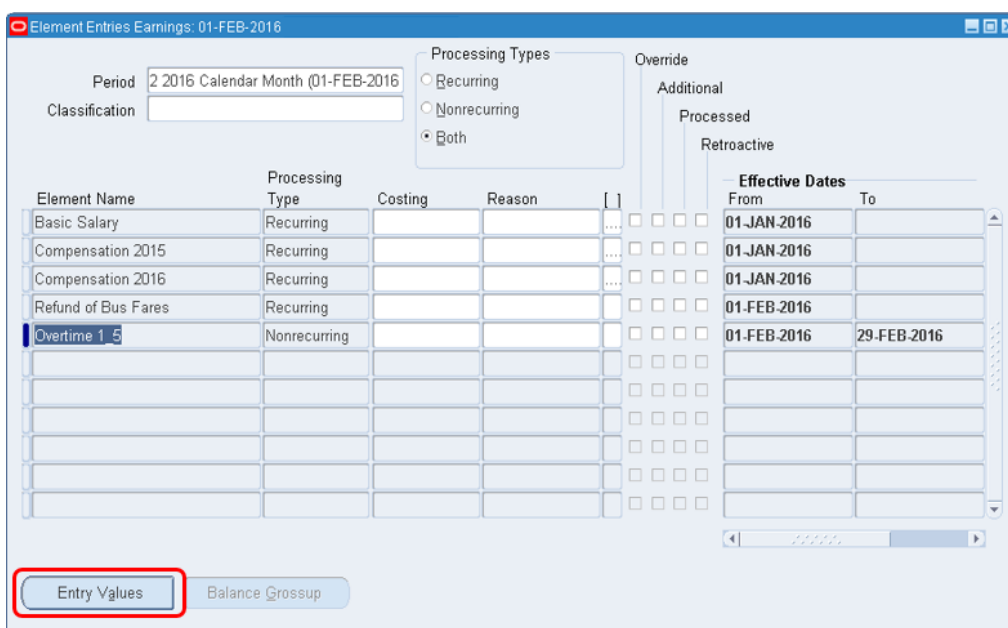 Element Entries Earnings: 01-FEB-2016
Period 2 2016 Calendar Month (01-FEB-2016
Classification
Processing Types
Recurring
Nonrecurring
Both
Override
Additional
Processed
Retroactive
Effective Dates
Element Name Processing Type Costing Reason [ ] From To
Basic Salary Recurring .... 01-JAN-2016
Compensation 2015 Recurring .... 01-JAN-2016
Compensation 2016 Recurring .... 01-JAN-2016
Refund of Bus Fares Recurring 01-FEB-2016
Overtime 1_5 Nonrecurring 01-FEB-2016 29-FEB-2016
Entry Values Balance Grossup